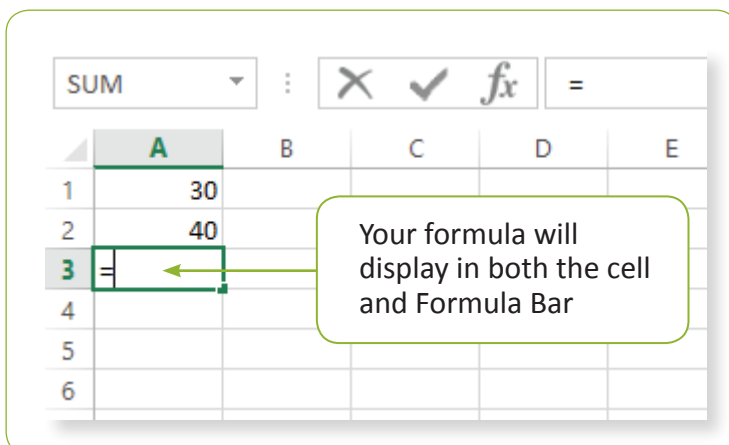 SUM fx =
A B C D E
1 30
2 40
3 =
4
5
6
Your formula will
display in both the cell
and Formula Bar